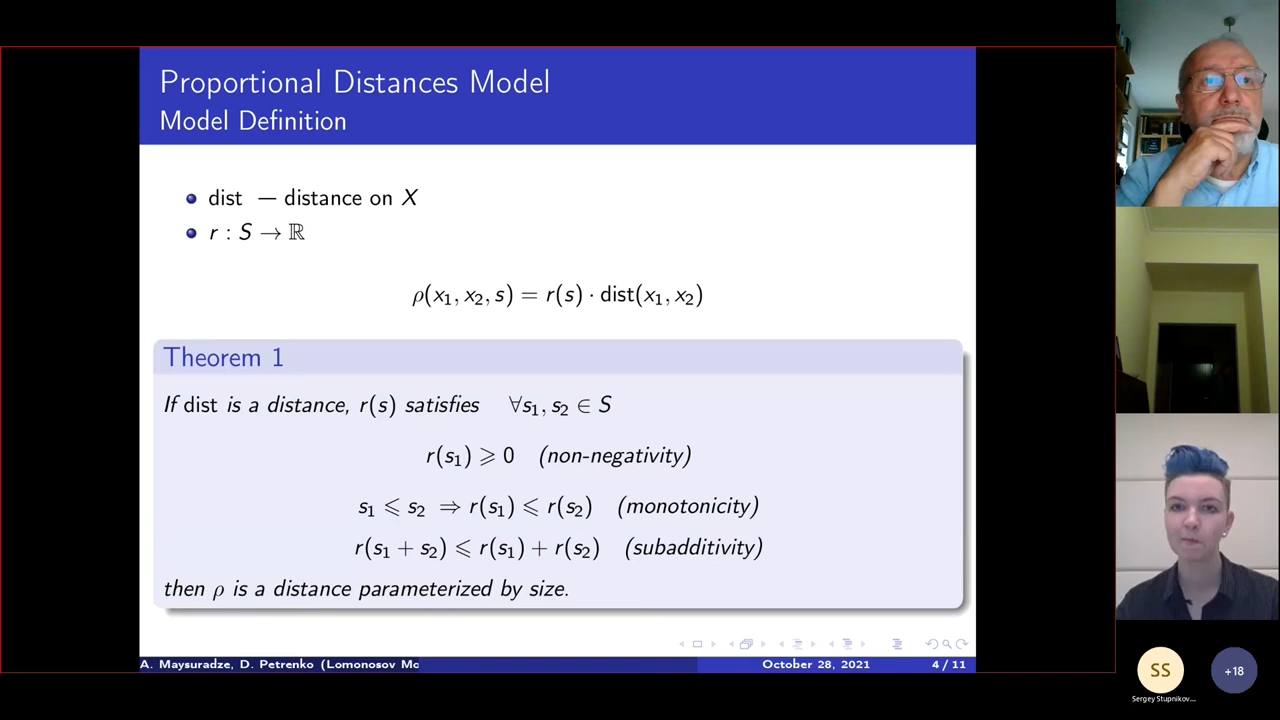 Proportional Distances Model
Model Definition
dist — distance on X
r : S → ℝ
ρ(x₁, x₂, s) = r(s) · dist(x₁, x₂)
Theorem 1
If dist is a distance, r(s) satisfies ∀s₁, s₂ ∈ S
r(s₁) ⩾ 0 (non-negativity)
s₁ ⩽ s₂ ⇒ r(s₁) ⩽ r(s₂) (monotonicity)
r(s₁ + s₂) ⩽ r(s₁) + r(s₂) (subadditivity)
then ρ is a distance parameterized by size.
A. Maysuradze, D. Petrenko (Lomonosov Mc
October 28, 2021
4 / 11
SS
+18
Sergey Stupnikov...